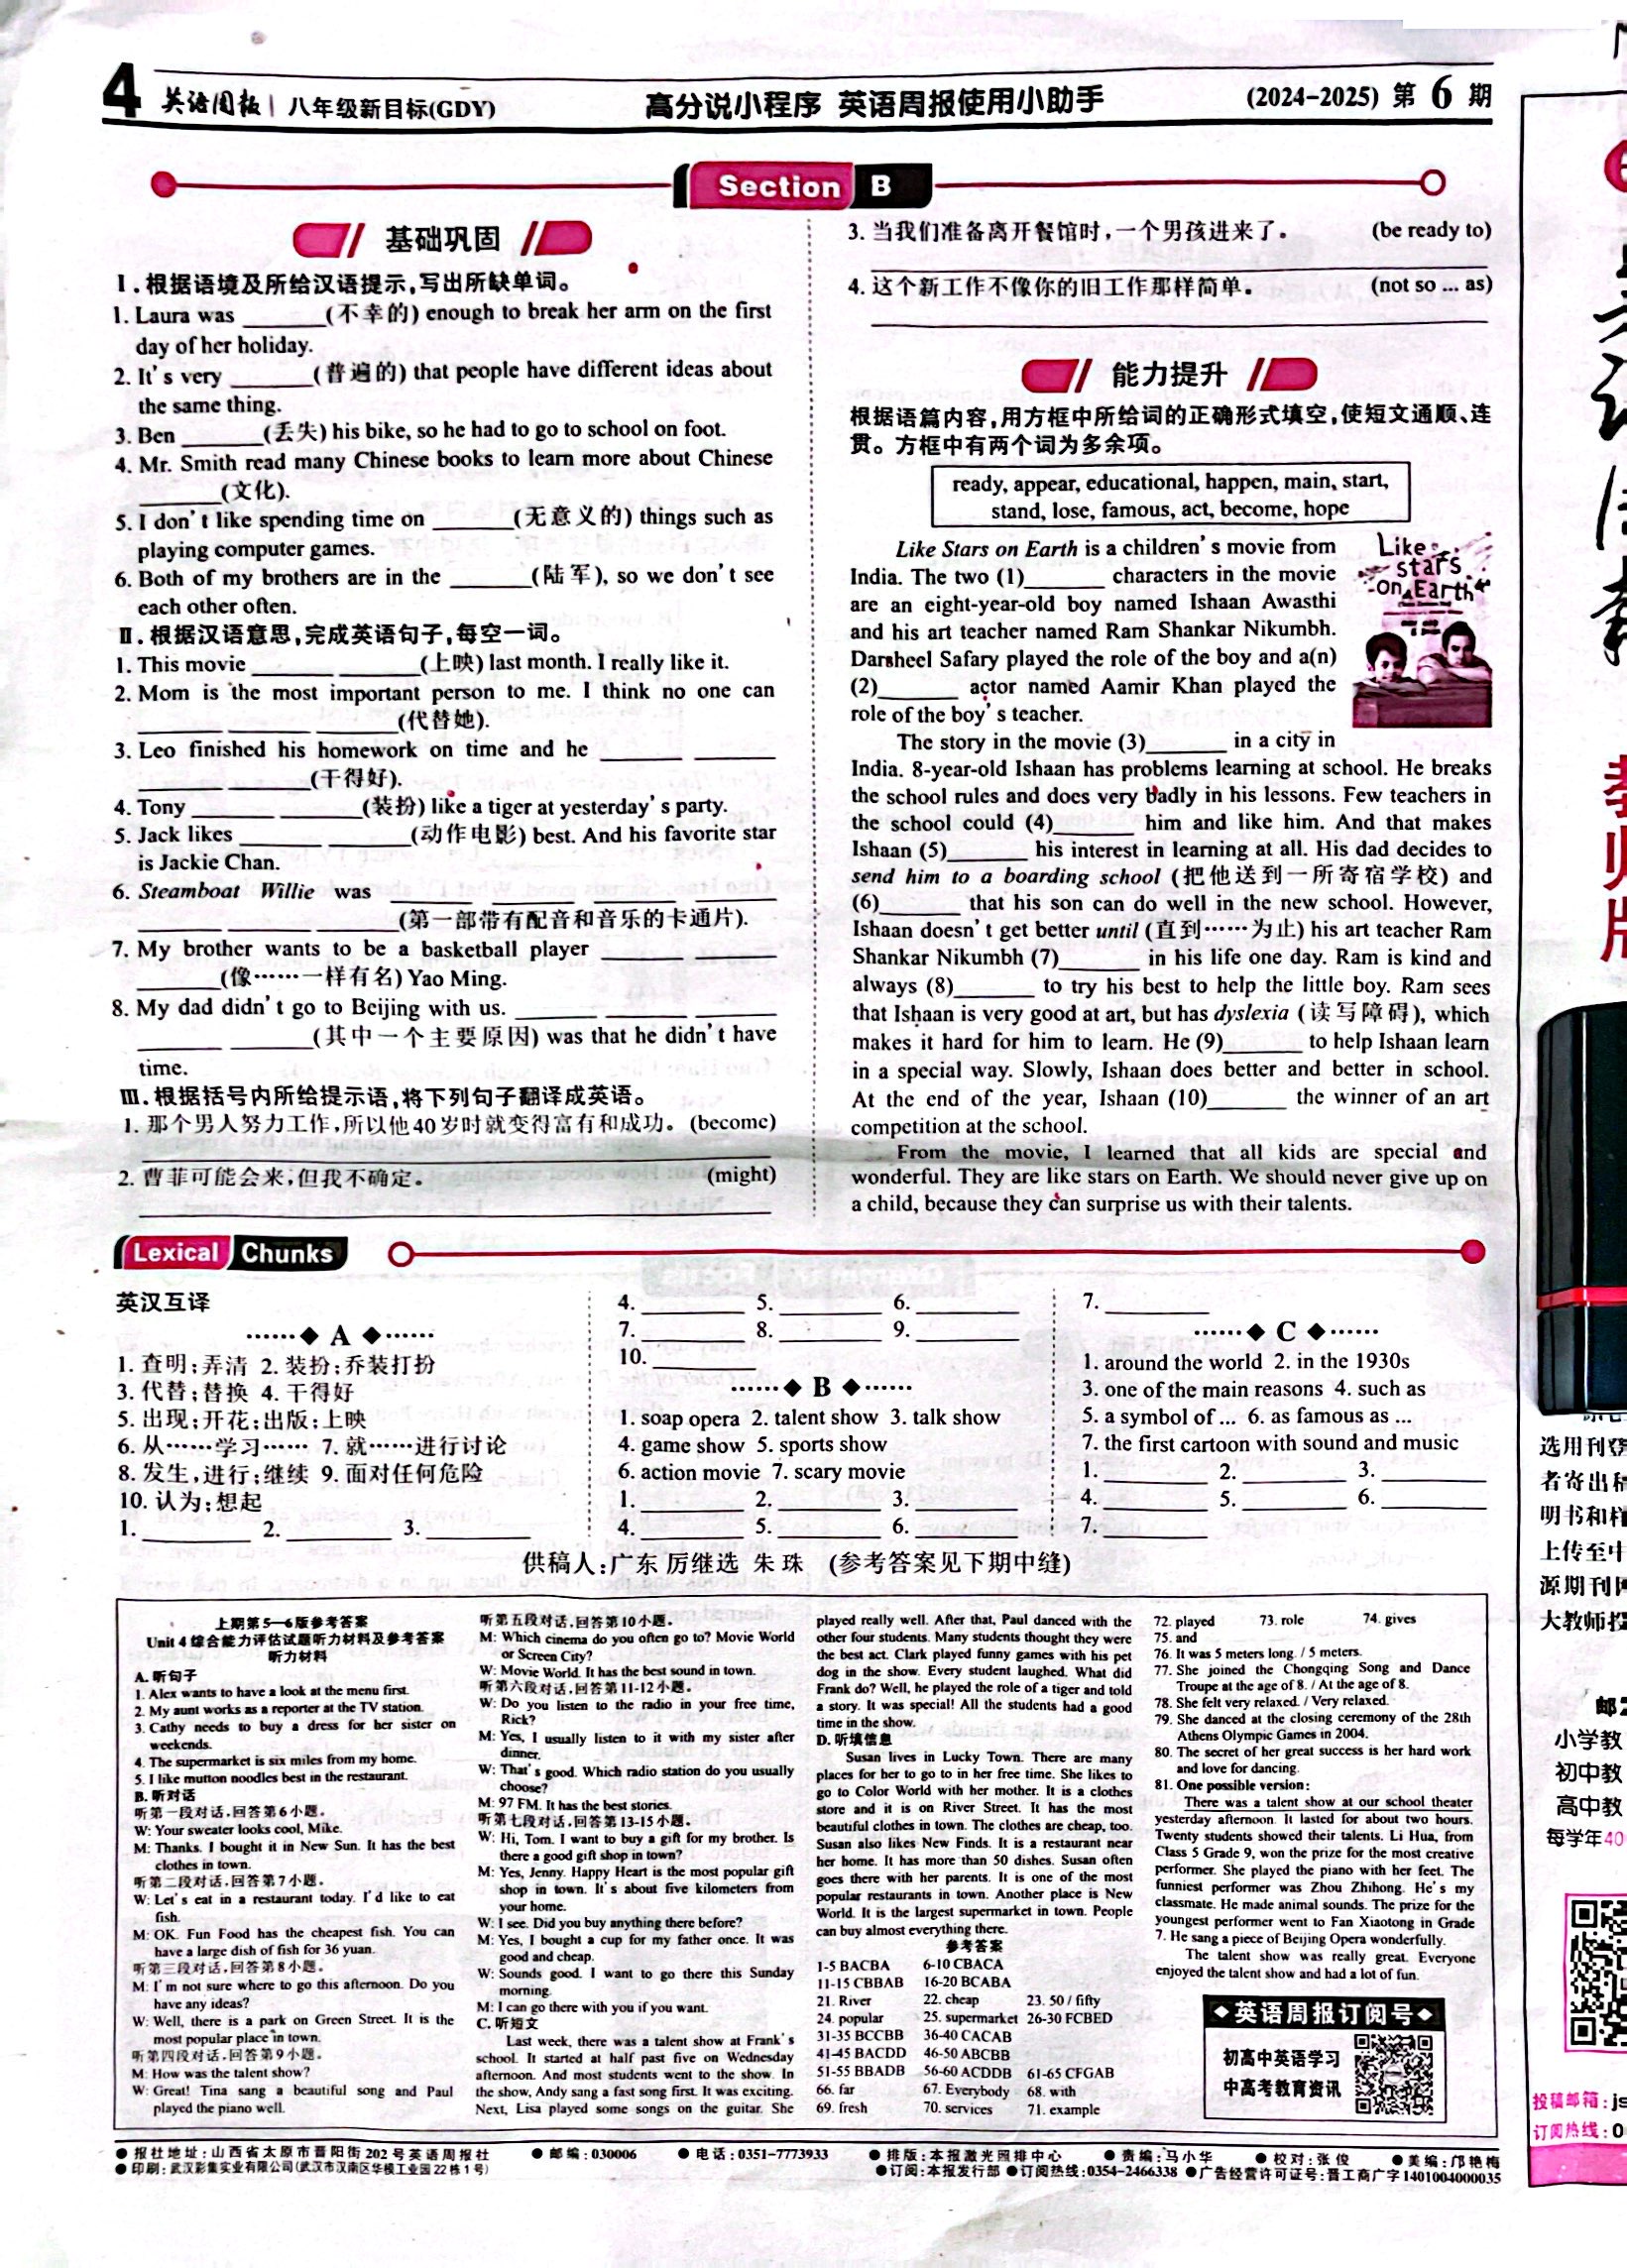 4 英语周报 八年级新目标(GDY) 高分说小程序 英语周报使用小助手 (2024-2025) 第 6 期
Section B
基础巩固
Ⅰ. 根据语境及所给汉语提示,写出所缺单词。
1. Laura was ______(不幸的) enough to break her arm on the first
day of her holiday.
2. It's very ______(普遍的) that people have different ideas about
the same thing.
3. Ben ______(丢失) his bike, so he had to go to school on foot.
4. Mr. Smith read many Chinese books to learn more about Chinese
______(文化).
5. I don't like spending time on ______(无意义的) things such as
playing computer games.
6. Both of my brothers are in the ______(陆军), so we don't see
each other often.
Ⅱ. 根据汉语意思,完成英语句子,每空一词。
1. This movie ______ ______(上映) last month. I really like it.
2. Mom is the most important person to me. I think no one can
______ ______ ______(代替她).
3. Leo finished his homework on time and he ______ ______
______ ______(干得好).
4. Tony ______ ______(装扮) like a tiger at yesterday's party.
5. Jack likes ______ ______(动作电影) best. And his favorite star
is Jackie Chan.
6. Steamboat Willie was ______ ______ ______ ______
______ ______ ______(第一部带有配音和音乐的卡通片).
7. My brother wants to be a basketball player ______ ______
______(像……一样有名) Yao Ming.
8. My dad didn't go to Beijing with us. ______ ______ ______
______ ______(其中一个主要原因) was that he didn't have
time.
Ⅲ. 根据括号内所给提示语,将下列句子翻译成英语。
1. 那个男人努力工作,所以他40岁时就变得富有和成功。 (become)
2. 曹菲可能会来,但我不确定。 (might)
3. 当我们准备离开餐馆时,一个男孩进来了。 (be ready to)
4. 这个新工作不像你的旧工作那样简单。 (not so ... as)
能力提升
根据语篇内容,用方框中所给词的正确形式填空,使短文通顺、连
贯。方框中有两个词为多余项。
ready, appear, educational, happen, main, start,
stand, lose, famous, act, become, hope
Like Stars on Earth is a children's movie from
India. The two (1)______ characters in the movie
are an eight-year-old boy named Ishaan Awasthi
and his art teacher named Ram Shankar Nikumbh.
Darsheel Safary played the role of the boy and a(n)
(2)______ actor named Aamir Khan played the
role of the boy's teacher.
Like
stars
on Earth
The story in the movie (3)______ in a city in
India. 8-year-old Ishaan has problems learning at school. He breaks
the school rules and does very badly in his lessons. Few teachers in
the school could (4)______ him and like him. And that makes
Ishaan (5)______ his interest in learning at all. His dad decides to
send him to a boarding school (把他送到一所寄宿学校) and
(6)______ that his son can do well in the new school. However,
Ishaan doesn't get better until (直到……为止) his art teacher Ram
Shankar Nikumbh (7)______ in his life one day. Ram is kind and
always (8)______ to try his best to help the little boy. Ram sees
that Ishaan is very good at art, but has dyslexia (读写障碍), which
makes it hard for him to learn. He (9)______ to help Ishaan learn
in a special way. Slowly, Ishaan does better and better in school.
At the end of the year, Ishaan (10)______ the winner of an art
competition at the school.
From the movie, I learned that all kids are special and
wonderful. They are like stars on Earth. We should never give up on
a child, because they can surprise us with their talents.
Lexical Chunks
英汉互译
……◆ A ◆……
1. 查明;弄清 2. 装扮;乔装打扮
3. 代替;替换 4. 干得好
5. 出现;开花;出版;上映
6. 从……学习…… 7. 就……进行讨论
8. 发生,进行;继续 9. 面对任何危险
10. 认为;想起
1. ______ 2. ______ 3. ______
4. ______ 5. ______ 6. ______
7. ______ 8. ______ 9. ______
10. ______
……◆ B ◆……
1. soap opera 2. talent show 3. talk show
4. game show 5. sports show
6. action movie 7. scary movie
1. ______ 2. ______ 3. ______
4. ______ 5. ______ 6. ______
7. ______
……◆ C ◆……
1. around the world 2. in the 1930s
3. one of the main reasons 4. such as
5. a symbol of ... 6. as famous as ...
7. the first cartoon with sound and music
1. ______ 2. ______ 3. ______
4. ______ 5. ______ 6. ______
7. ______
供稿人:广东 厉继选 朱 珠 (参考答案见下期中缝)
上期第5—6版参考答案
Unit 4 综合能力评估试题听力材料及参考答案
听力材料
A. 听句子
1. Alex wants to have a look at the menu first.
2. My aunt works as a reporter at the TV station.
3. Cathy needs to buy a dress for her sister on
weekends.
4. The supermarket is six miles from my home.
5. I like mutton noodles best in the restaurant.
B. 听对话
听第一段对话,回答第6小题。
W: Your sweater looks cool, Mike.
M: Thanks. I bought it in New Sun. It has the best
clothes in town.
听第二段对话,回答第7小题。
W: Let's eat in a restaurant today. I'd like to eat
fish.
M: OK. Fun Food has the cheapest fish. You can
have a large dish of fish for 36 yuan.
听第三段对话,回答第8小题。
M: I'm not sure where to go this afternoon. Do you
have any ideas?
W: Well, there is a park on Green Street. It is the
most popular place in town.
听第四段对话,回答第9小题。
M: How was the talent show?
W: Great! Tina sang a beautiful song and Paul
played the piano well.
听第五段对话,回答第10小题。
M: Which cinema do you often go to? Movie World
or Screen City?
W: Movie World. It has the best sound in town.
听第六段对话,回答第11-12小题。
W: Do you listen to the radio in your free time,
Rick?
M: Yes, I usually listen to it with my sister after
dinner.
W: That's good. Which radio station do you usually
choose?
M: 97 FM. It has the best stories.
听第七段对话,回答第13-15小题。
W: Hi, Tom. I want to buy a gift for my brother. Is
there a good gift shop in town?
M: Yes, Jenny. Happy Heart is the most popular gift
shop in town. It's about five kilometers from
your home.
W: I see. Did you buy anything there before?
M: Yes, I bought a cup for my father once. It was
good and cheap.
W: Sounds good. I want to go there this Sunday
morning.
M: I can go there with you if you want.
C. 听短文
Last week, there was a talent show at Frank's
school. It started at half past five on Wednesday
afternoon. And most students went to the show. In
the show, Andy sang a fast song first. It was exciting.
Next, Lisa played some songs on the guitar. She
played really well. After that, Paul danced with the
other four students. Many students thought they were
the best act. Clark played funny games with his pet
dog in the show. Every student laughed. What did
Frank do? Well, he played the role of a tiger and told
a story. It was special! All the students had a good
time in the show.
D. 听填信息
Susan lives in Lucky Town. There are many
places for her to go to in her free time. She likes to
go to Color World with her mother. It is a clothes
store and it is on River Street. It has the most
beautiful clothes in town. The clothes are cheap, too.
Susan also likes New Finds. It is a restaurant near
her home. It has more than 50 dishes. Susan often
goes there with her parents. It is one of the most
popular restaurants in town. Another place is New
World. It is the largest supermarket in town. People
can buy almost everything there.
参考答案
1-5 BACBA 6-10 CBACA
11-15 CBBAB 16-20 BCABA
21. River 22. cheap 23. 50 / fifty
24. popular 25. supermarket 26-30 FCBED
31-35 BCCBB 36-40 CACAB
41-45 BACDD 46-50 ABCBB
51-55 BBADB 56-60 ACDDB 61-65 CFGAB
66. far 67. Everybody 68. with
69. fresh 70. services 71. example
72. played 73. role 74. gives
75. and
76. It was 5 meters long. / 5 meters.
77. She joined the Chongqing Song and Dance
Troupe at the age of 8. / At the age of 8.
78. She felt very relaxed. / Very relaxed.
79. She danced at the closing ceremony of the 28th
Athens Olympic Games in 2004.
80. The secret of her great success is her hard work
and love for dancing.
81. One possible version:
There was a talent show at our school theater
yesterday afternoon. It lasted for about two hours.
Twenty students showed their talents. Li Hua, from
Class 5 Grade 9, won the prize for the most creative
performer. She played the piano with her feet. The
funniest performer was Zhou Zhihong. He's my
classmate. He made animal sounds. The prize for the
youngest performer went to Fan Xiaotong in Grade
7. He sang a piece of Beijing Opera wonderfully.
The talent show was really great. Everyone
enjoyed the talent show and had a lot of fun.
◆英语周报订阅号◆
初高中英语学习
中高考教育资讯
●报社地址:山西省太原市晋阳街202号英语周报社 ●邮编:030006 ●电话:0351-7773933 ●排版:本报激光照排中心 ●责编:马小华 ●校对:张俊 ●美编:邝艳梅
●印刷:武汉彩集实业有限公司(武汉市汉南区华模工业园22栋1号) ●订阅:本报发行部 ●订阅热线:0354-2466338 ●广告经营许可证号:晋工商广字1401004000035
教
师
版
选用刊登
者寄出稿
明书和样
上传至中
源期刊网
大教师投
小学教
初中教
高中教
每学年40
投稿邮箱:js
订阅热线:0